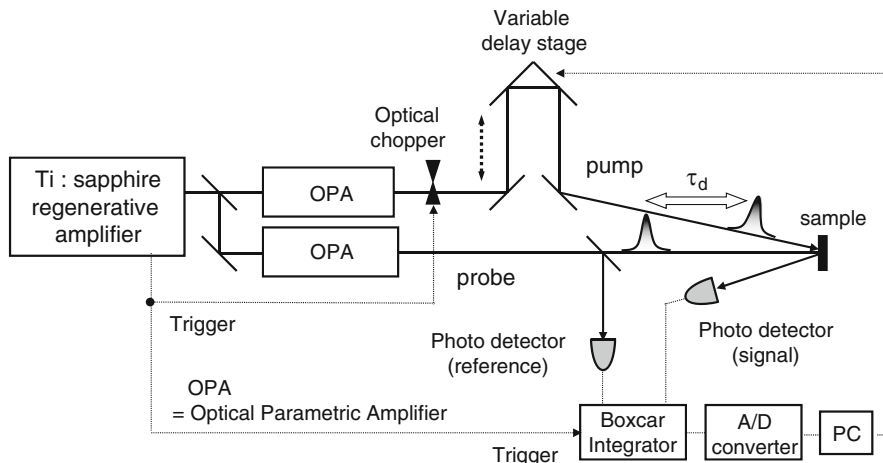 Variable
delay stage
Optical
chopper
pump
Ti : sapphire
regenerative
amplifier
OPA
τd
sample
OPA
probe
Trigger
Photo detector
(reference)
Photo detector
(signal)
OPA
= Optical Parametric Amplifier
Boxcar
Integrator
A/D
converter
PC
Trigger